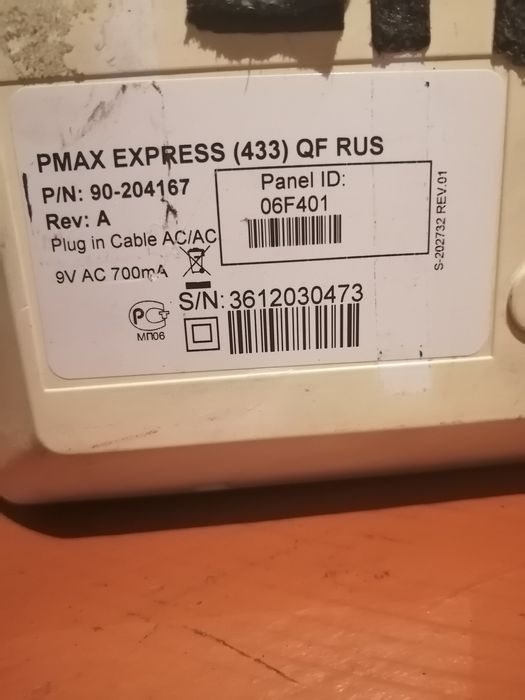 PMAX EXPRESS (433) QF RUS
P/N: 90-204167
Rev: A
Plug in Cable AC/AC
9V AC 700mA
Panel ID:
06F401
S/N: 3612030473
РСТ
МП06
S-202732 REV.01